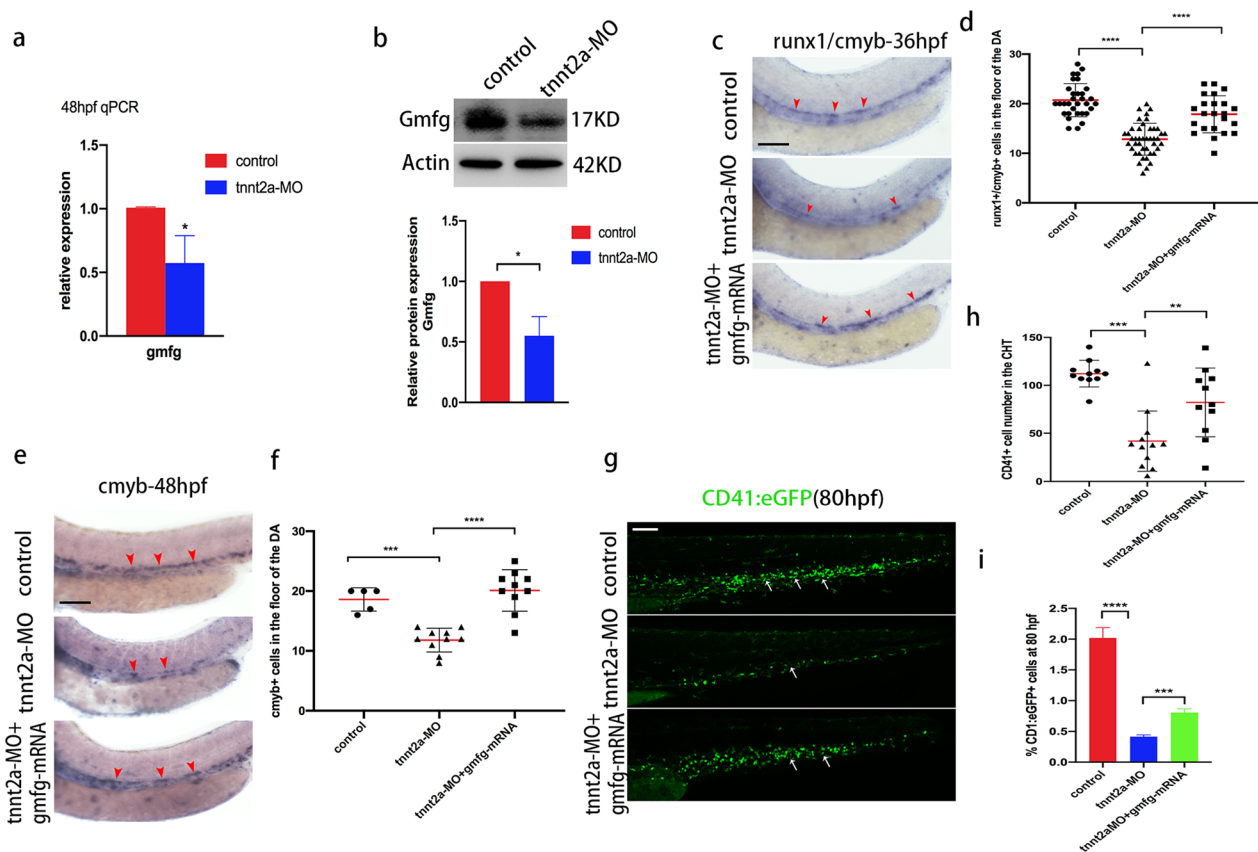 a
48hpf qPCR
relative expression
1.5
1.0
0.5
0.0
*
gmfg
control
tnnt2a-MO
b
control
tnnt2a-MO
Gmfg
17KD
Actin
42KD
Relative protein expression
Gmfg
1.5
1.0
0.5
0.0
*
control
tnnt2a-MO
c
runx1/cmyb-36hpf
control
tnnt2a-MO
tnnt2a-MO+
gmfg-mRNA
d
runx1/cmyb+ cells in the floor of the DA
30
20
10
0
****
****
control
tnnt2a-MO
tnnt2a-MO+gmfg-mRNA
e
cmyb-48hpf
control
tnnt2a-MO
tnnt2a-MO+
gmfg-mRNA
f
cmyb+ cells in the floor of the DA
30
20
10
0
***
****
control
tnnt2a-MO
tnnt2a-MO+gmfg-mRNA
g
CD41:eGFP(80hpf)
control
tnnt2a-MO
tnnt2a-MO+
gmfg-mRNA
h
CD41+ cell number in the CHT
150
100
50
0
***
**
control
tnnt2a-MO
tnnt2a-MO+gmfg-mRNA
i
% CD1:eGFP+ cells at 80 hpf
2.5
2.0
1.5
1.0
0.5
0.0
****
***
control
tnnt2a-MO
tnnt2aMO+gmfg-mRNA